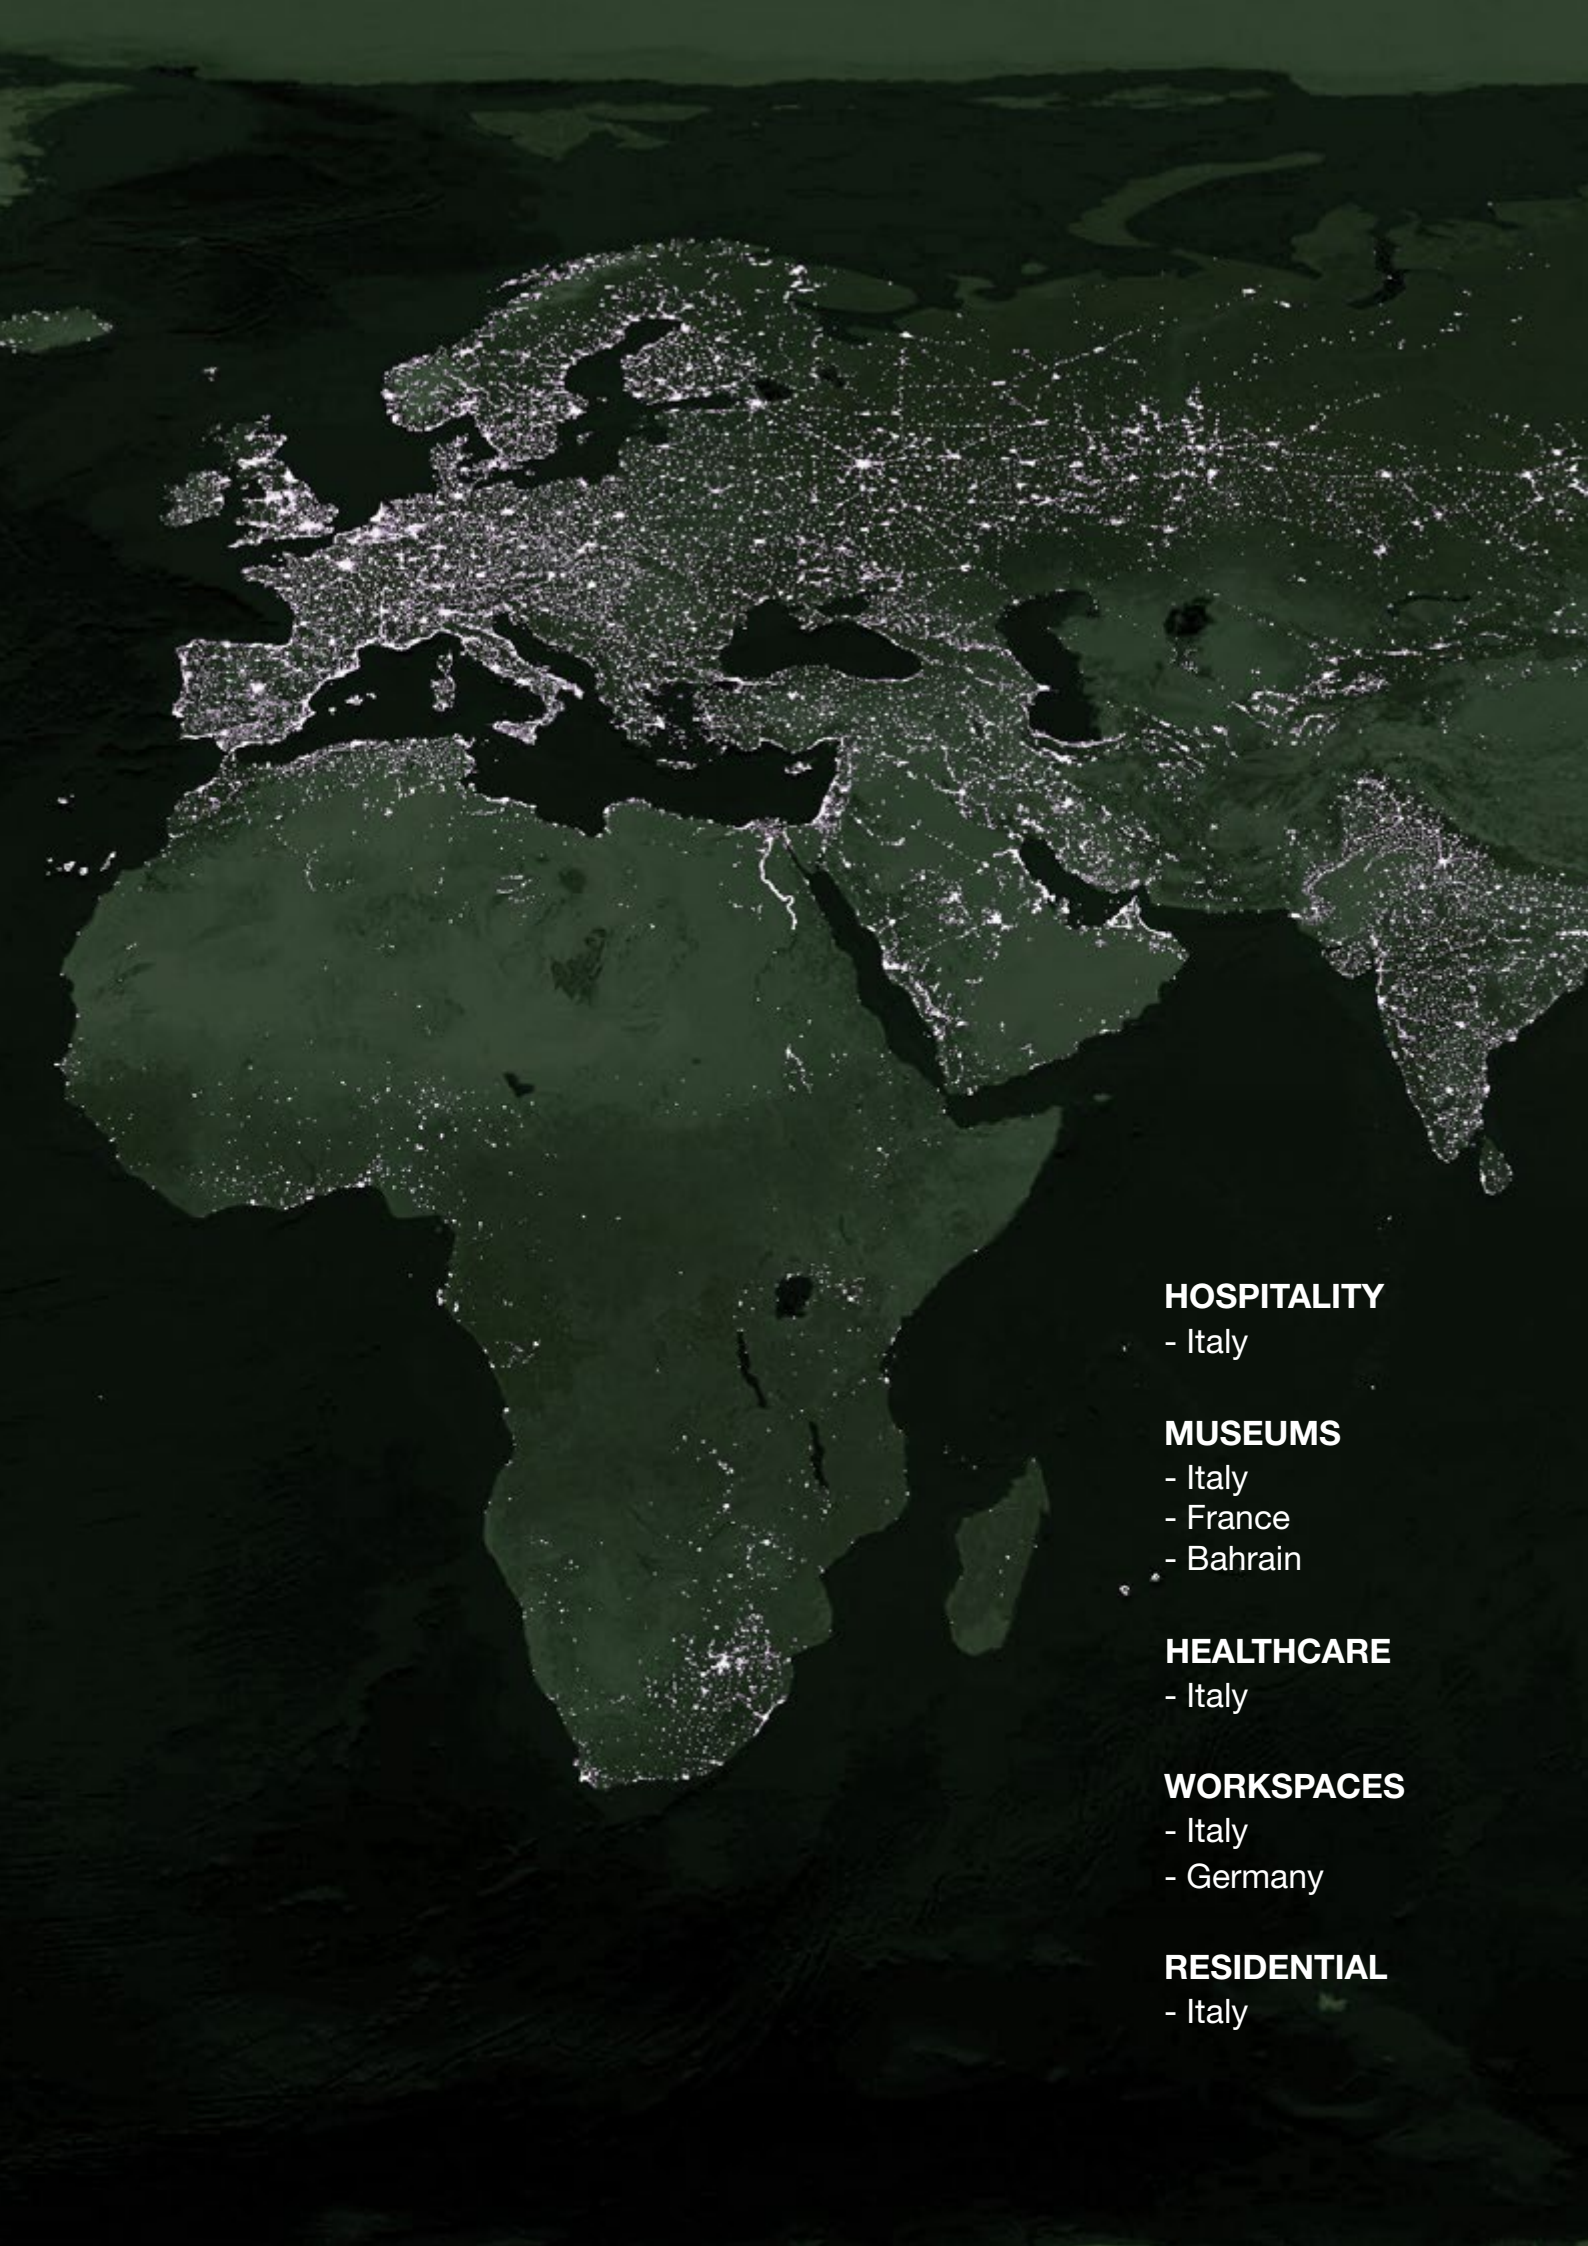 HOSPITALITY
- Italy
MUSEUMS
- Italy
- France
- Bahrain
HEALTHCARE
- Italy
WORKSPACES
- Italy
- Germany
RESIDENTIAL
- Italy